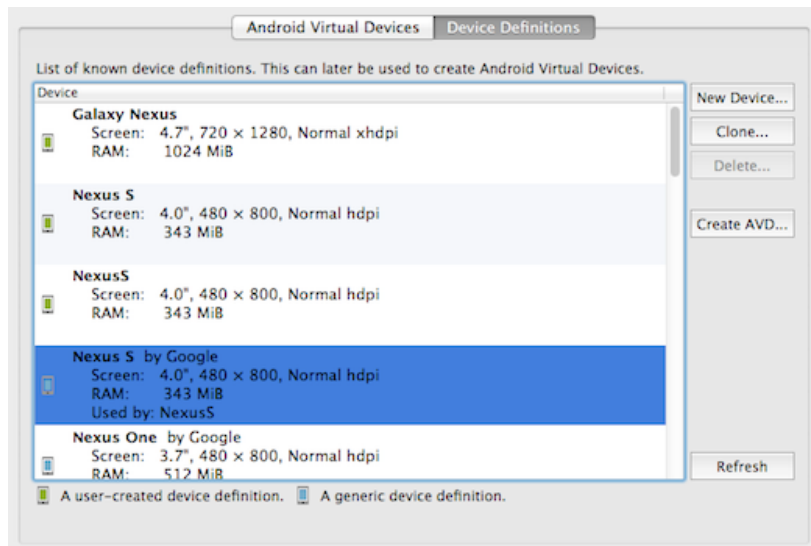 Android Virtual Devices Device Definitions
List of known device definitions. This can later be used to create Android Virtual Devices.
Device
New Device...
Galaxy Nexus
Screen: 4.7", 720 × 1280, Normal xhdpi
RAM: 1024 MiB
Clone...
Delete...
Nexus S
Screen: 4.0", 480 × 800, Normal hdpi
RAM: 343 MiB
Create AVD...
NexusS
Screen: 4.0", 480 × 800, Normal hdpi
RAM: 343 MiB
Nexus S by Google
Screen: 4.0", 480 × 800, Normal hdpi
RAM: 343 MiB
Used by: NexusS
Nexus One by Google
Screen: 3.7", 480 × 800, Normal hdpi
RAM: 512 MiB
Refresh
A user-created device definition. A generic device definition.